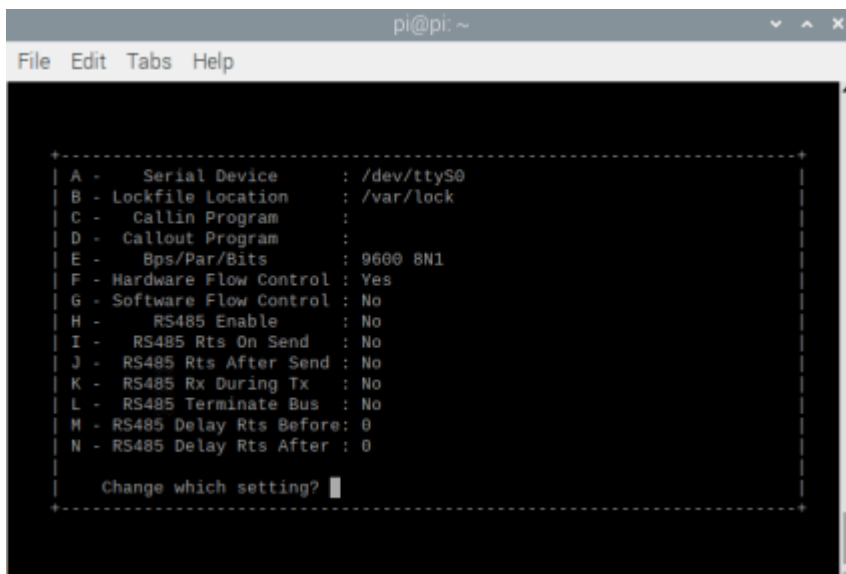 pi@pi: ~
File Edit Tabs Help
A - Serial Device : /dev/ttyS0
B - Lockfile Location : /var/lock
C - Callin Program :
D - Callout Program :
E - Bps/Par/Bits : 9600 8N1
F - Hardware Flow Control : Yes
G - Software Flow Control : No
H - RS485 Enable : No
I - RS485 Rts On Send : No
J - RS485 Rts After Send : No
K - RS485 Rx During Tx : No
L - RS485 Terminate Bus : No
M - RS485 Delay Rts Before: 0
N - RS485 Delay Rts After : 0
Change which setting?